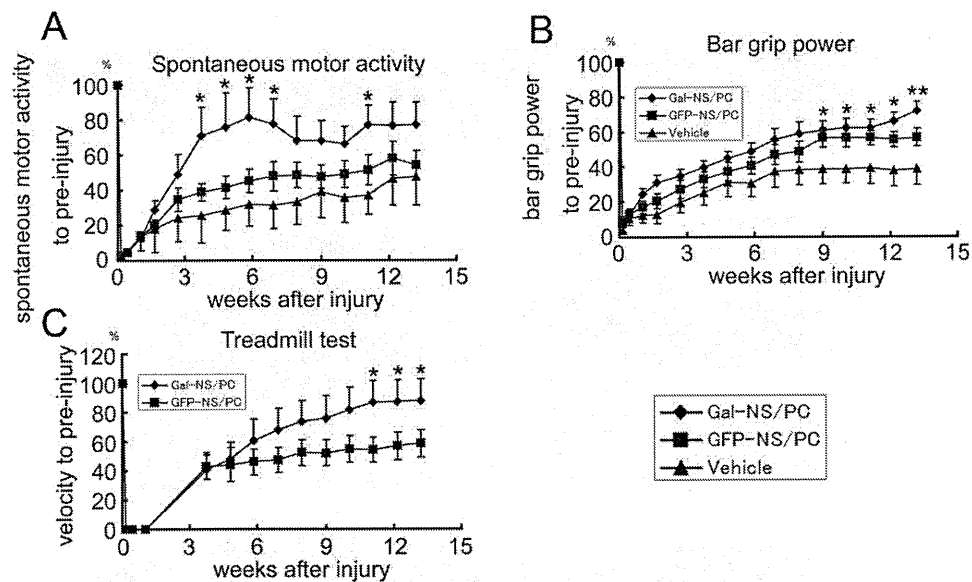 A
%
Spontaneous motor activity
spontaneous motor activity
to pre-injury
100
80
60
40
20
0
* * * * *
0 3 6 9 12 15
weeks after injury
B
%
Bar grip power
bar grip power
to pre-injury
100
80
60
40
20
0
Gal-NS/PC
GFP-NS/PC
Vehicle
* * * * **
0 3 6 9 12 15
weeks after injury
C
%
Treadmill test
velocity to pre-injury
120
100
80
60
40
20
0
Gal-NS/PC
GFP-NS/PC
* * *
0 3 6 9 12 15
weeks after injury
Gal-NS/PC
GFP-NS/PC
Vehicle